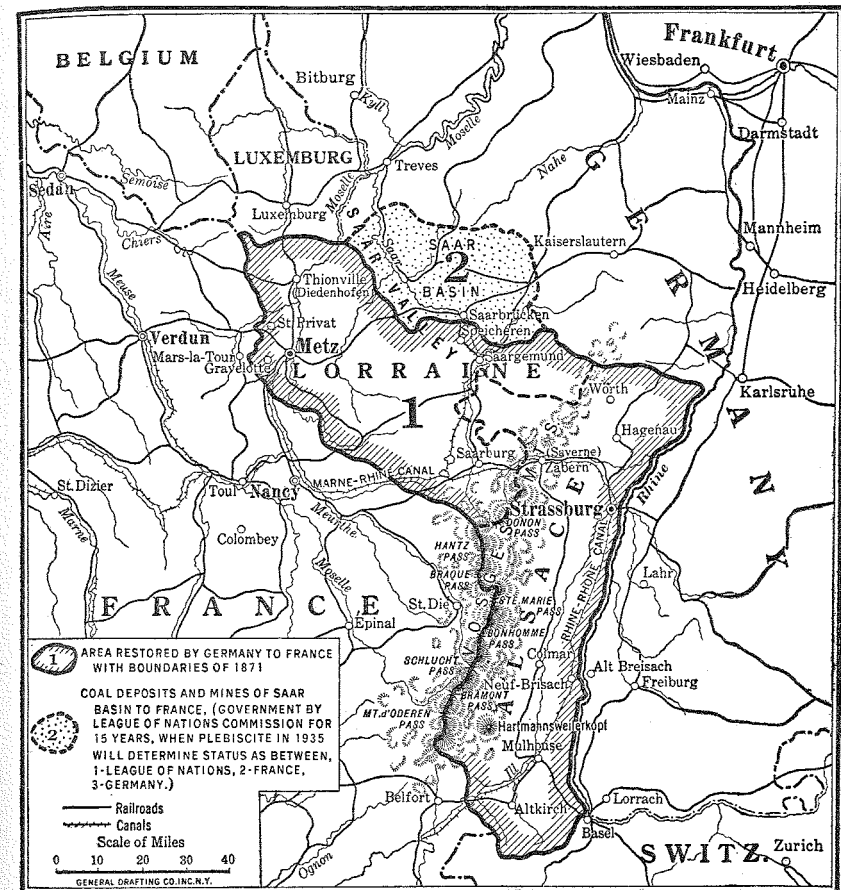 BELGIUM
Frankfurt
Wiesbaden
Bitburg
Kyll
Mainz
Moselle
Darmstadt
LUXEMBURG
Treves
Nahe
GERMANY
Sedan
Semoise
Moselle
Luxemburg
Aire
Chiers
SAAR VALLEY
Saar
SAAR
2
BASIN
Kaiserslautern
Mannheim
Heidelberg
Meuse
Thionville
(Diedenhofen)
Saarbrücken
Speicheren
St. Privat
Verdun
Metz
Mars-la-Tour
Gravelotte
Saargemund
LORRAINE
1
Wörth
Karlsruhe
Hagenau
Saarburg
(Saverne)
Zabern
MARNE-RHINE CANAL
Rhine
St. Dizier
Toul
Nancy
Marne
Meurthe
Strassburg
DONON
PASS
Colombey
HANTZ
PASS
VOSGES MTS
ALSACE
RHINE-RHONE CANAL
BRAQUE
PASS
Moselle
Lahr
FRANCE
St. Die
STE. MARIE
PASS
Épinal
BONHOMME
PASS
Colmar
SCHLUCHT
PASS
Alt Breisach
Neuf-Brisach
Freiburg
BRAMONT
PASS
MT. d'ODEREN
PASS
Hartmannsweilerkopf
Mulhouse
Ill
Belfort
Altkirch
Lorrach
Basel
Ognon
SWITZ.
Zurich
1 AREA RESTORED BY GERMANY TO FRANCE
WITH BOUNDARIES OF 1871
2 COAL DEPOSITS AND MINES OF SAAR
BASIN TO FRANCE, (GOVERNMENT BY
LEAGUE OF NATIONS COMMISSION FOR
15 YEARS, WHEN PLEBISCITE IN 1935
WILL DETERMINE STATUS AS BETWEEN,
1-LEAGUE OF NATIONS, 2-FRANCE,
3-GERMANY.)
Railroads
Canals
Scale of Miles
0 10 20 30 40
GENERAL DRAFTING CO.INC.N.Y.